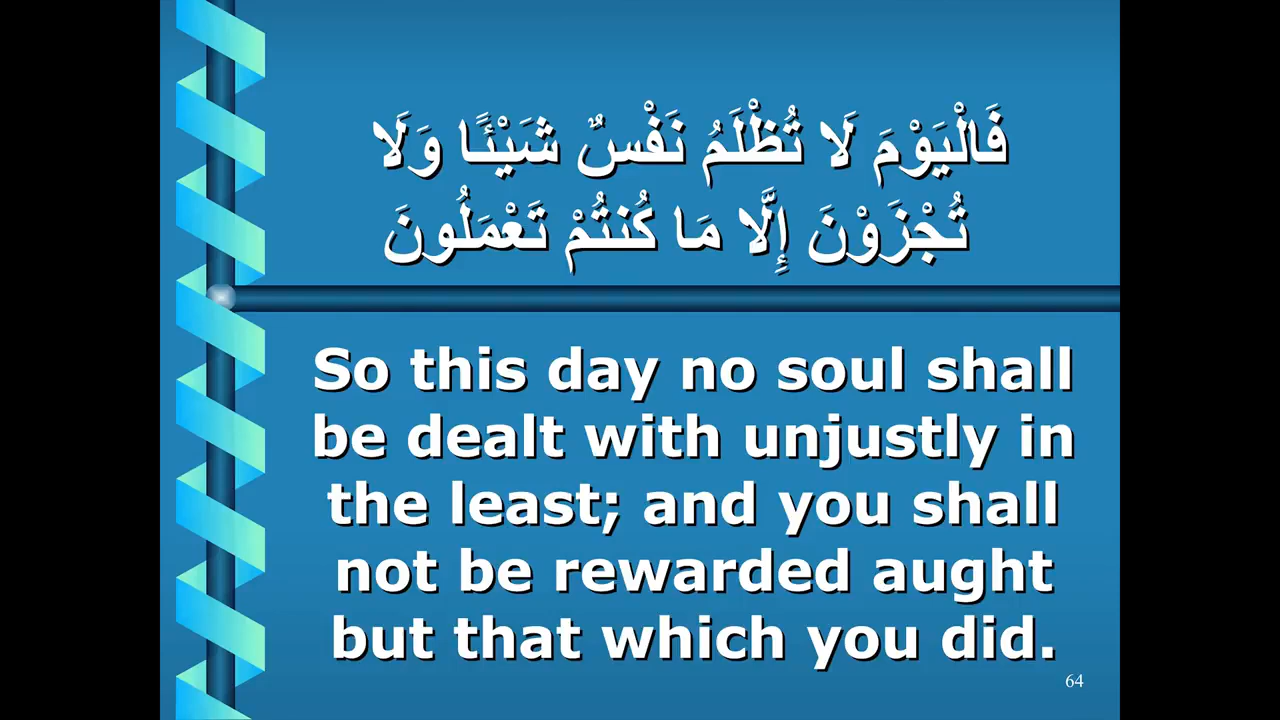 فَالْيَوْمَ لَا تُظْلَمُ نَفْسٌ شَيْئًا وَلَا
تُجْزَوْنَ إِلَّا مَا كُنتُمْ تَعْمَلُونَ
So this day no soul shall
be dealt with unjustly in
the least; and you shall
not be rewarded aught
but that which you did.
64